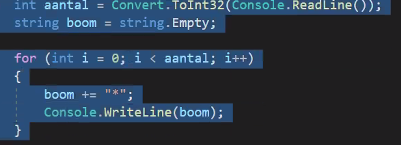 int aantal = Convert.ToInt32(Console.ReadLine());
string boom = string.Empty;
for (int i = 0; i < aantal; i++)
{
boom += "*";
Console.WriteLine(boom);
}